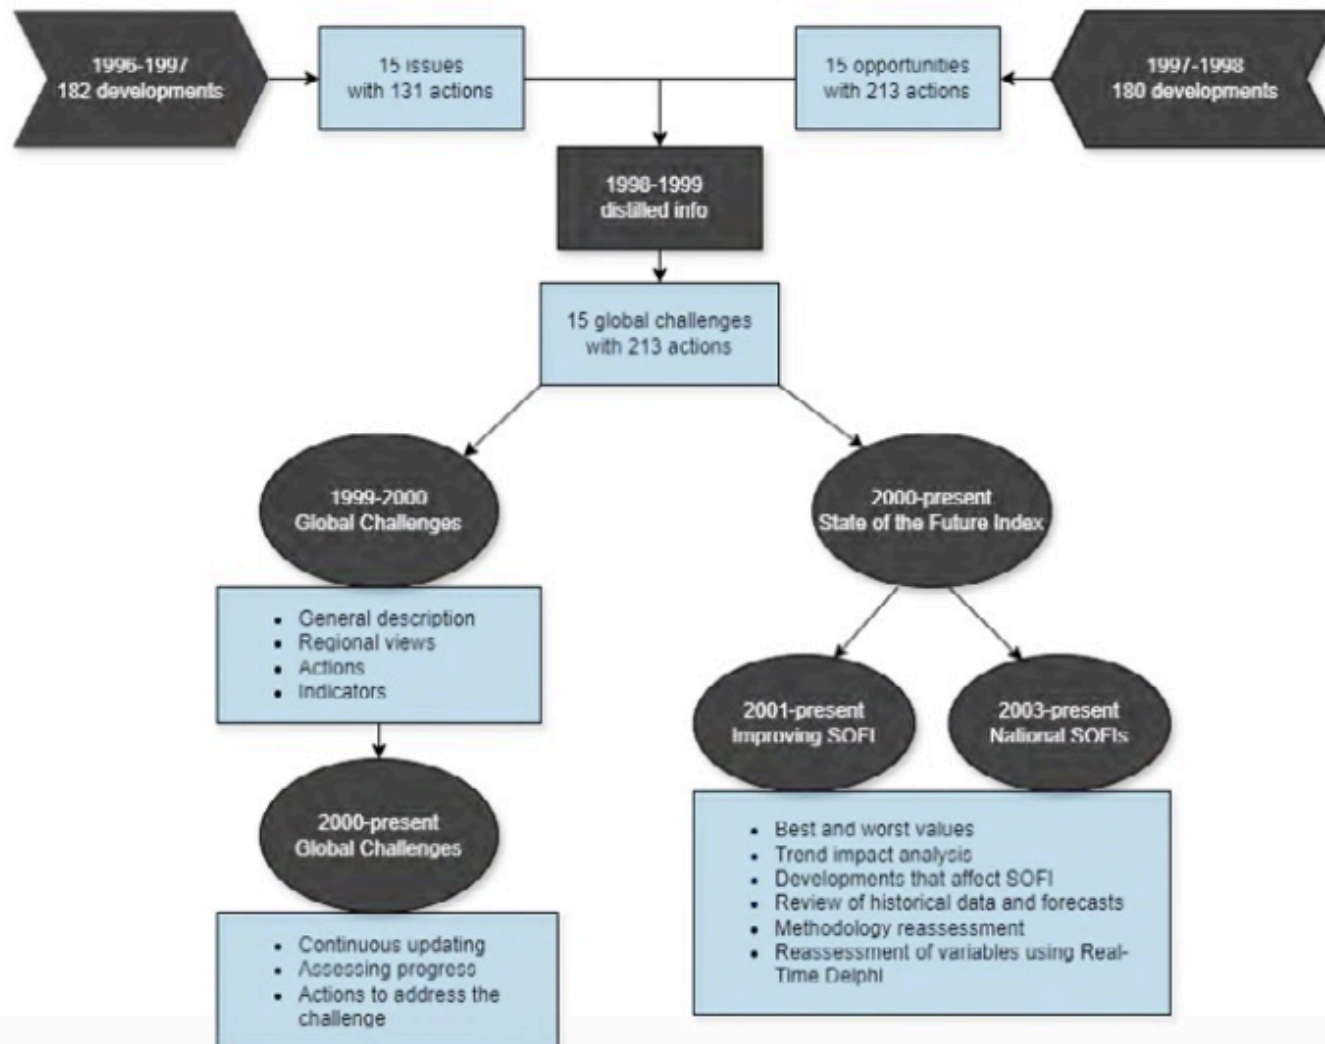 1996-1997
182 developments
15 issues
with 131 actions
15 opportunities
with 213 actions
1997-1998
180 developments
1998-1999
distilled info
15 global challenges
with 213 actions
1999-2000
Global Challenges
2000-present
State of the Future Index
• General description
• Regional views
• Actions
• Indicators
2001-present
Improving SOFI
2003-present
National SOFIs
2000-present
Global Challenges
• Best and worst values
• Trend impact analysis
• Developments that affect SOFI
• Review of historical data and forecasts
• Methodology reassessment
• Reassessment of variables using Real-
Time Delphi
• Continuous updating
• Assessing progress
• Actions to address the
challenge